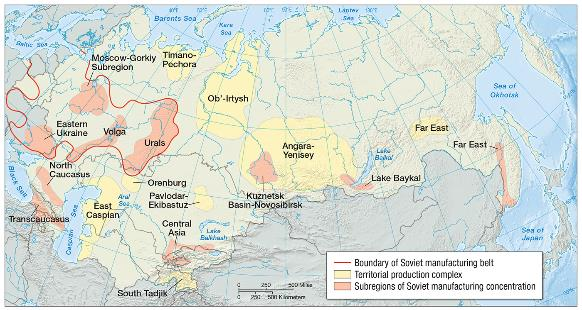 Barents Sea
Kara
Sea
Laptev
Sea
Baltic Sea
Moscow-Gorkiy
Subregion
Timano-
Pechora
Sea of
Okhotsk
Ob'-Irtysh
Eastern
Ukraine
Volga
Urals
Angara-
Yenisey
Far East
Far East
Lake
Baikal
North
Caucasus
Black Sea
Orenburg
Lake Baykal
Pavlodar-
Ekibastuz
Kuznetsk
Basin-Novosibirsk
East
Caspian
Aral
Sea
Transcaucasus
Caspian Sea
Central
Asia
Lake
Balkhash
Sea of
Japan
South Tadjik
0 250 500 Miles
0 250 500 Kilometers
Boundary of Soviet manufacturing belt
Territorial production complex
Subregions of Soviet manufacturing concentration